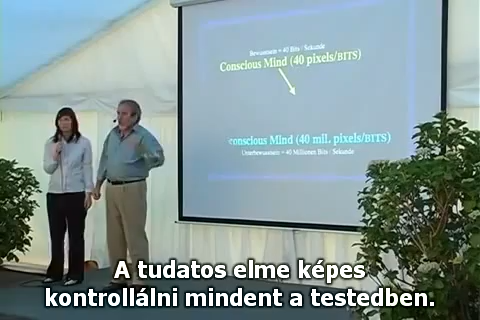 Bewusstsein = 40 Bits / Sekunde
Conscious Mind (40 pixels/BITS)
conscious Mind (40 mil. pixels/BITS)
Unterbewusstsein = 40 Millionen Bits / Sekunde
A tudatos elme képes
kontrollálni mindent a testedben.